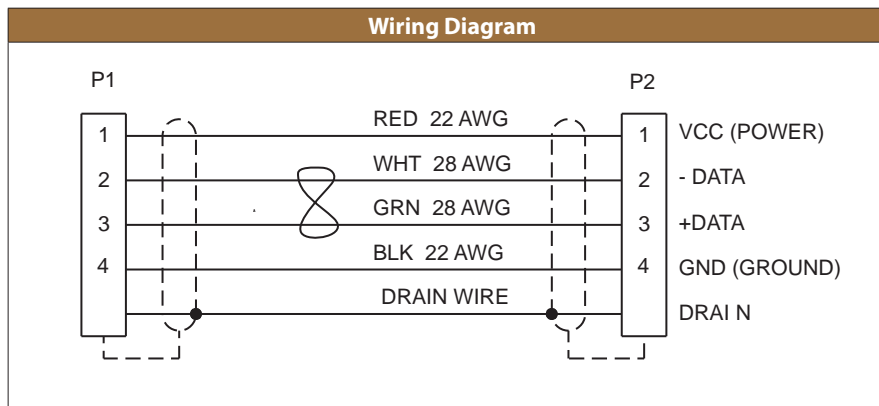 Wiring Diagram
P1 P2
1 RED 22 AWG 1 VCC (POWER)
2 WHT 28 AWG 2 - DATA
3 GRN 28 AWG 3 +DATA
4 BLK 22 AWG 4 GND (GROUND)
DRAIN WIRE DRAI N